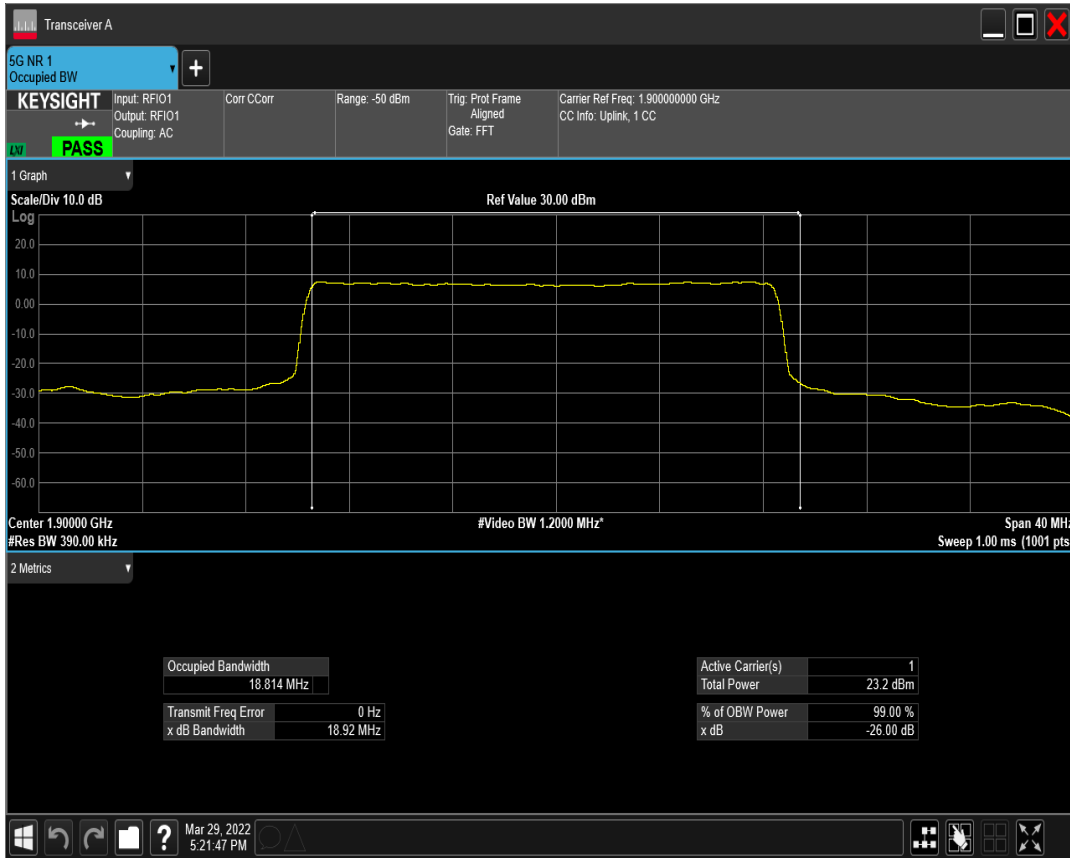 Transceiver A
5G NR 1
Occupied BW
KEYSIGHT
LXI
PASS
Input: RFIO1
Output: RFIO1
Coupling: AC
Corr CCorr
Range: -50 dBm
Trig: Prot Frame
Aligned
Gate: FFT
Carrier Ref Freq: 1.900000000 GHz
CC Info: Uplink, 1 CC
1 Graph
Scale/Div 10.0 dB
Ref Value 30.00 dBm
Log
20.0
10.0
0.00
-10.0
-20.0
-30.0
-40.0
-50.0
-60.0
Center 1.90000 GHz
#Video BW 1.2000 MHz*
Span 40 MHz
#Res BW 390.00 kHz
Sweep 1.00 ms (1001 pts
2 Metrics
Occupied Bandwidth
18.814 MHz
Transmit Freq Error 0 Hz
x dB Bandwidth 18.92 MHz
Active Carrier(s) 1
Total Power 23.2 dBm
% of OBW Power 99.00 %
x dB -26.00 dB
?
Mar 29, 2022
5:21:47 PM